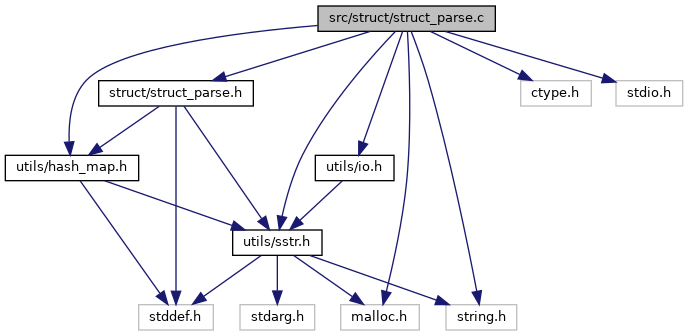 src/struct/struct_parse.c
struct/struct_parse.h
ctype.h
stdio.h
utils/hash_map.h
utils/io.h
utils/sstr.h
stddef.h
stdarg.h
malloc.h
string.h